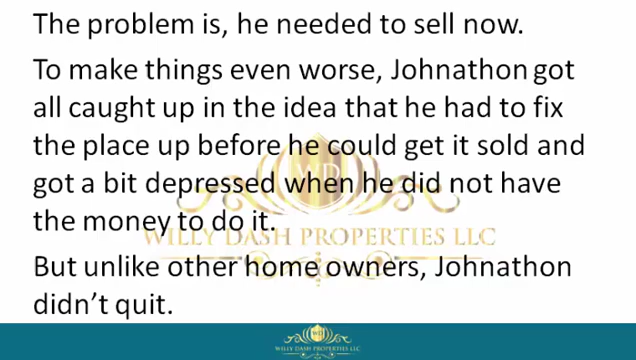 The problem is, he needed to sell now.
To make things even worse, Johnathon got
all caught up in the idea that he had to fix
the place up before he could get it sold and
got a bit depressed when he did not have
the money to do it.
WD
WILLY DASH PROPERTIES LLC
But unlike other home owners, Johnathon
didn’t quit.
WD
WILLY DASH PROPERTIES LLC